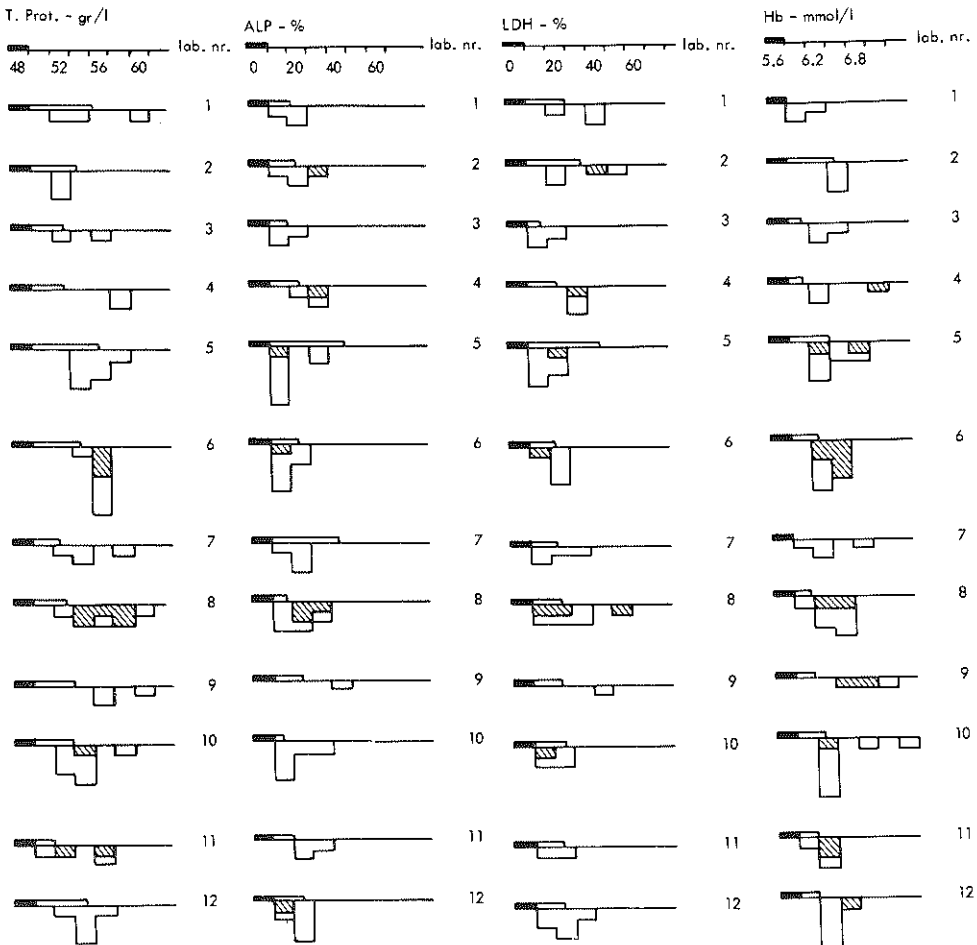 T. Prot. - gr/l
ALP - %
LDH - %
Hb - mmol/l
lab. nr.
lab. nr.
lab. nr.
lab. nr.
48 52 56 60
0 20 40 60
0 20 40 60
5.6 6.2 6.8
1 1 1 1
2 2 2 2
3 3 3 3
4 4 4 4
5 5 5 5
6 6 6 6
7 7 7 7
8 8 8 8
9 9 9 9
10 10 10 10
11 11 11 11
12 12 12 12